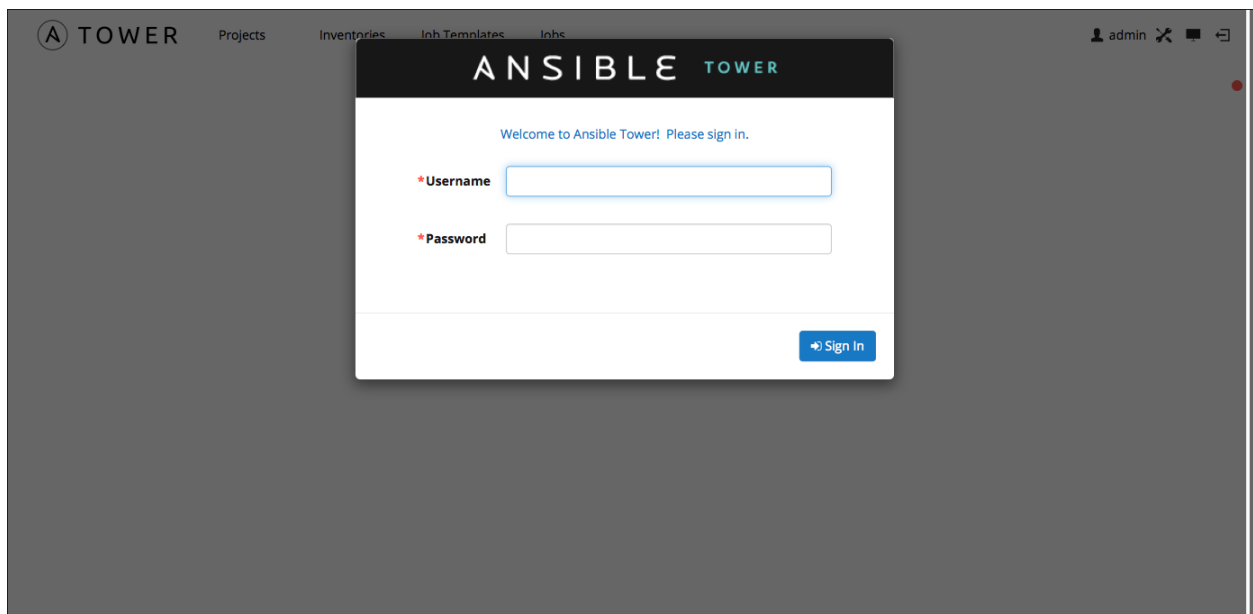 TOWER Projects Inventories Job Templates Jobs admin
ANSIBLE TOWER
Welcome to Ansible Tower! Please sign in.
*Username
*Password
Sign In